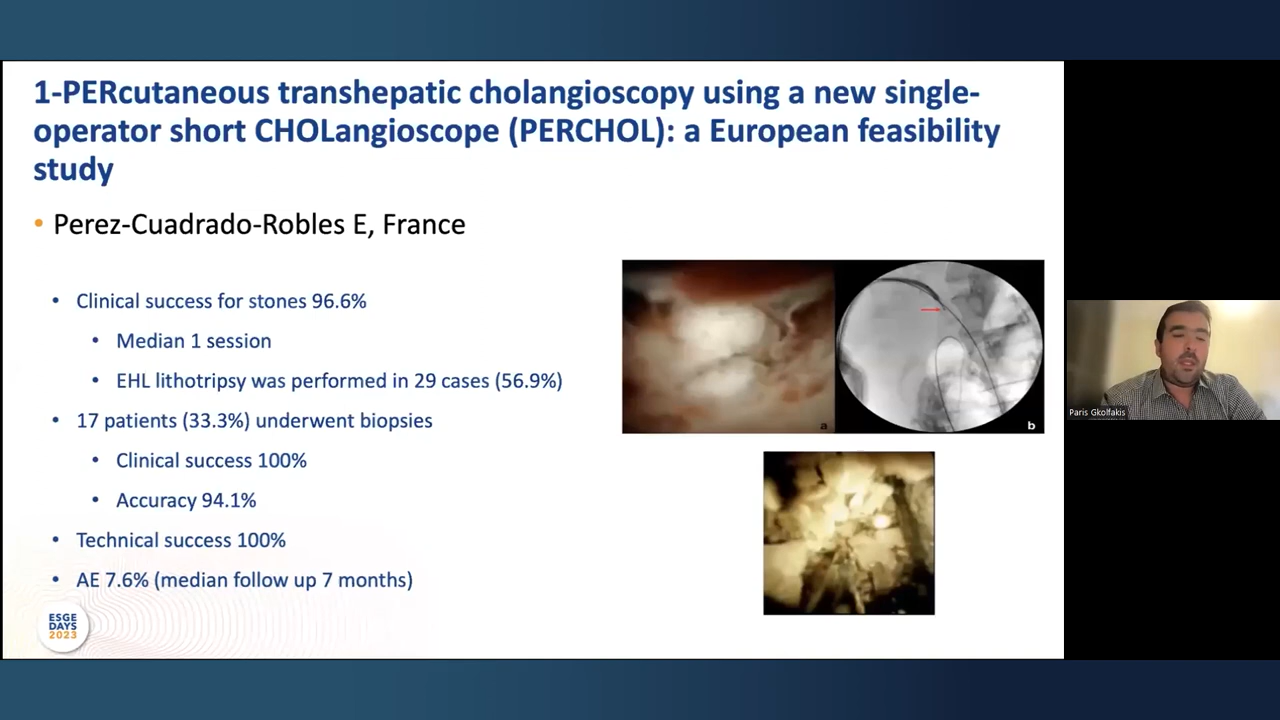 1-PERcutaneous transhepatic cholangioscopy using a new single-
operator short CHOLangioscope (PERCHOL): a European feasibility
study
• Perez-Cuadrado-Robles E, France
• Clinical success for stones 96.6%
• Median 1 session
• EHL lithotripsy was performed in 29 cases (56.9%)
• 17 patients (33.3%) underwent biopsies
• Clinical success 100%
• Accuracy 94.1%
• Technical success 100%
• AE 7.6% (median follow up 7 months)
a
b
Paris Gkolfakis
ESGE
DAYS
2023